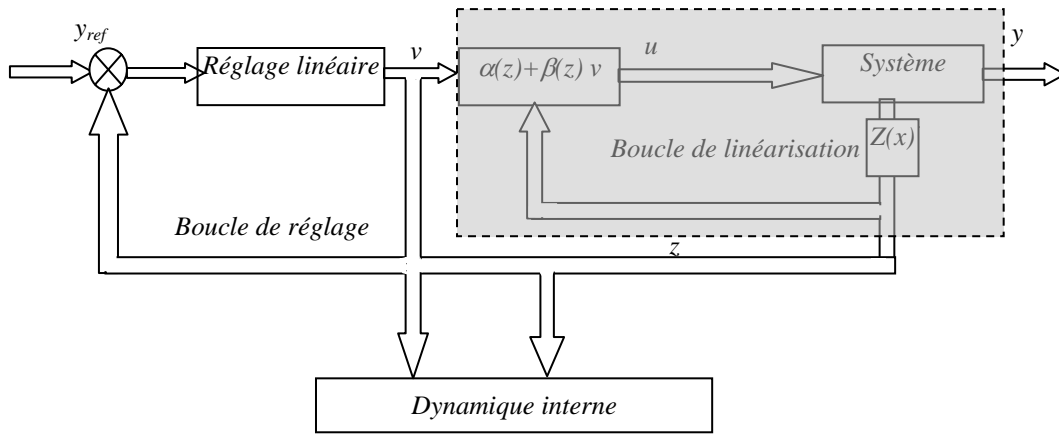 y_ref
Réglage linéaire
v
α(z)+β(z) v
u
Système
y
Boucle de linéarisation
Z(x)
Boucle de réglage
z
Dynamique interne